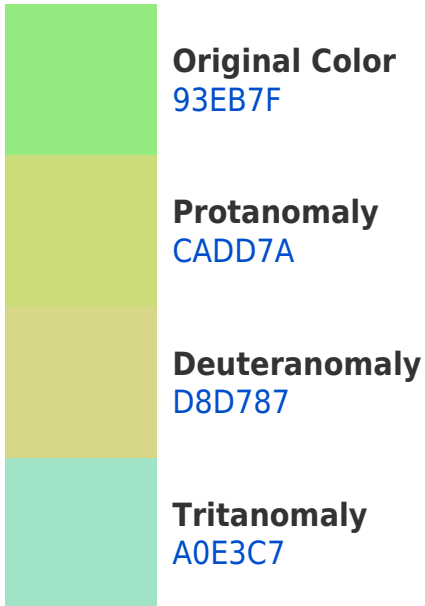 Original Color
93EB7F
Protanomaly
CADD7A
Deuteranomaly
D8D787
Tritanomaly
A0E3C7